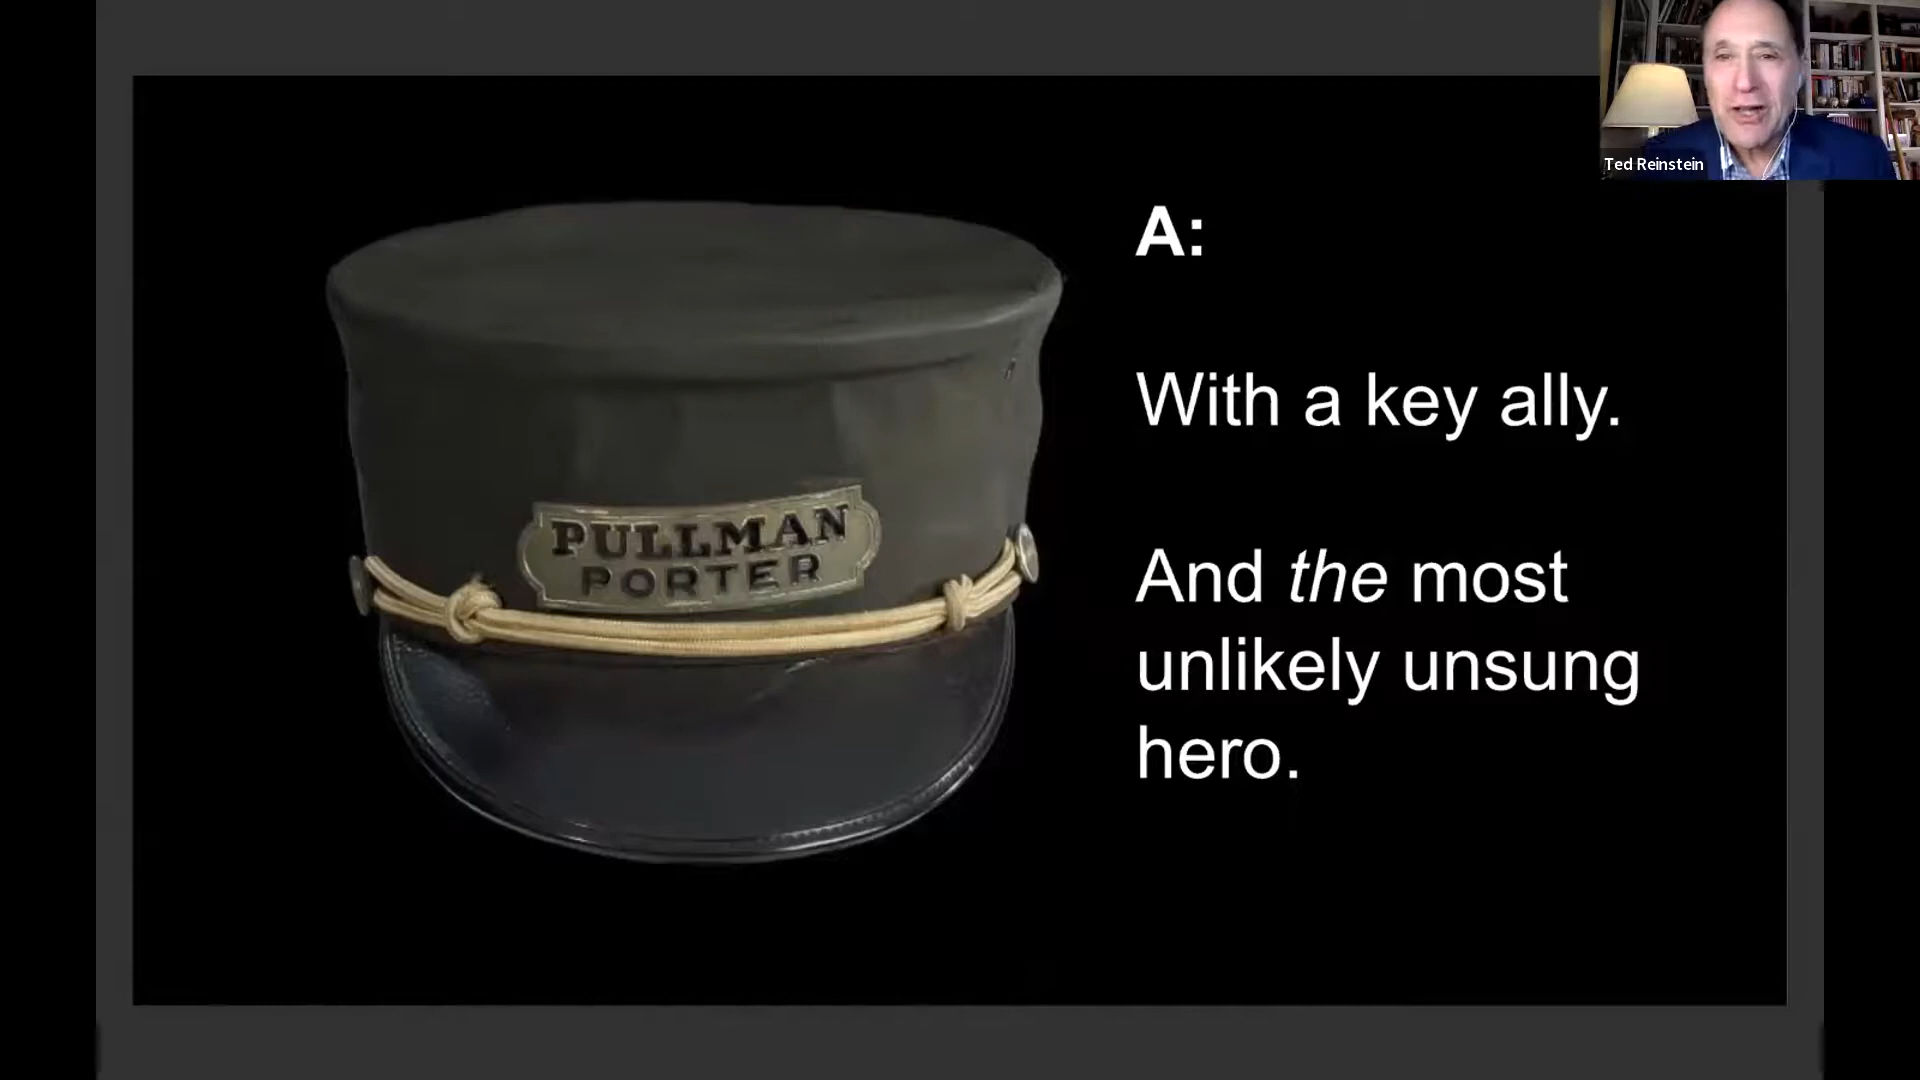 Ted Reinstein
A:
With a key ally.
And the most
unlikely unsung
hero.
PULLMAN
PORTER